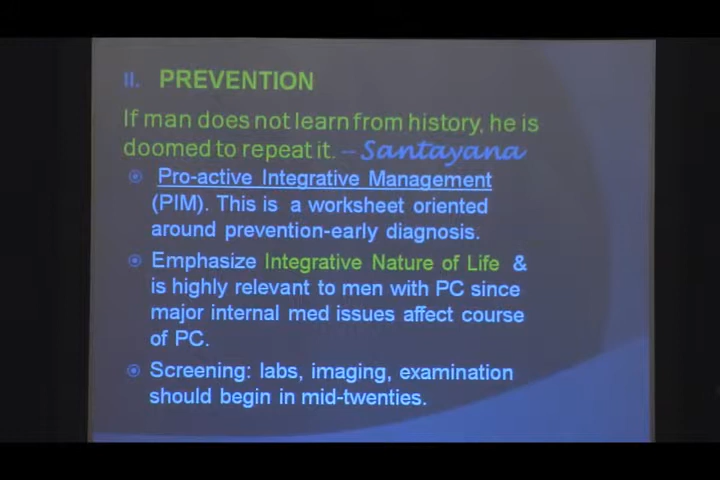 II. PREVENTION
If man does not learn from history, he is
doomed to repeat it. -- Santayana
Pro-active Integrative Management
(PIM). This is a worksheet oriented
around prevention-early diagnosis.
Emphasize Integrative Nature of Life &
is highly relevant to men with PC since
major internal med issues affect course
of PC.
Screening: labs, imaging, examination
should begin in mid-twenties.